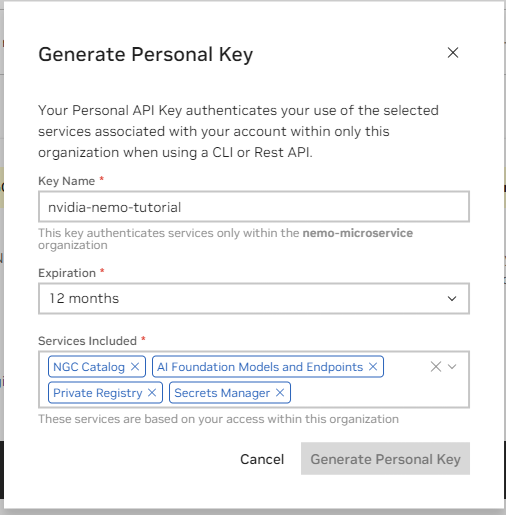 Generate Personal Key
Your Personal API Key authenticates your use of the selected
services associated with your account within only this
organization when using a CLI or Rest API.
Key Name *
nvidia-nemo-tutorial
This key authenticates services only within the nemo-microservice
organization
Expiration *
12 months
Services Included *
NGC Catalog AI Foundation Models and Endpoints
Private Registry Secrets Manager
These services are based on your access within this organization
Cancel Generate Personal Key